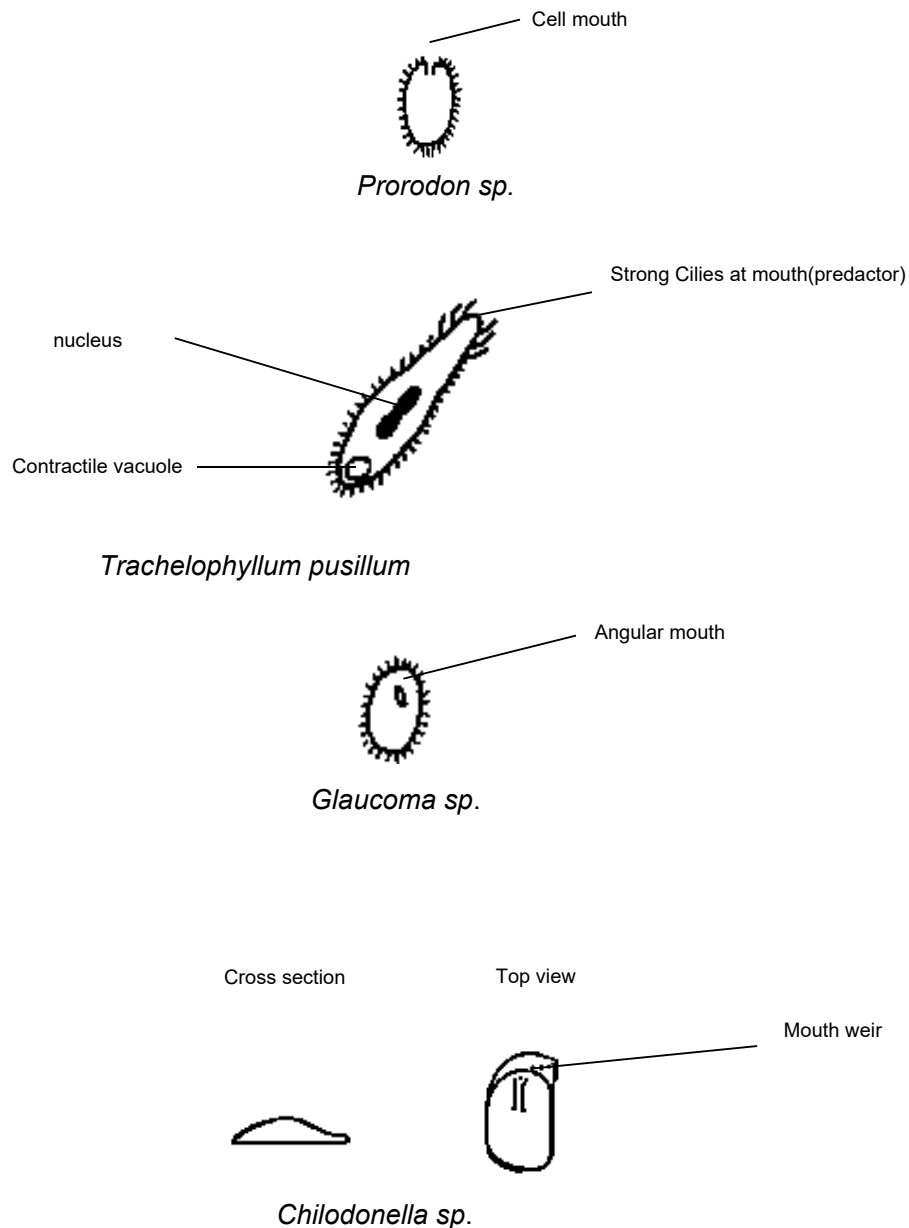 Cell mouth
Prorodon sp.
Strong Cilies at mouth(predactor)
nucleus
Contractile vacuole
Trachelophyllum pusillum
Angular mouth
Glaucoma sp.
Cross section
Top view
Mouth weir
Chilodonella sp.